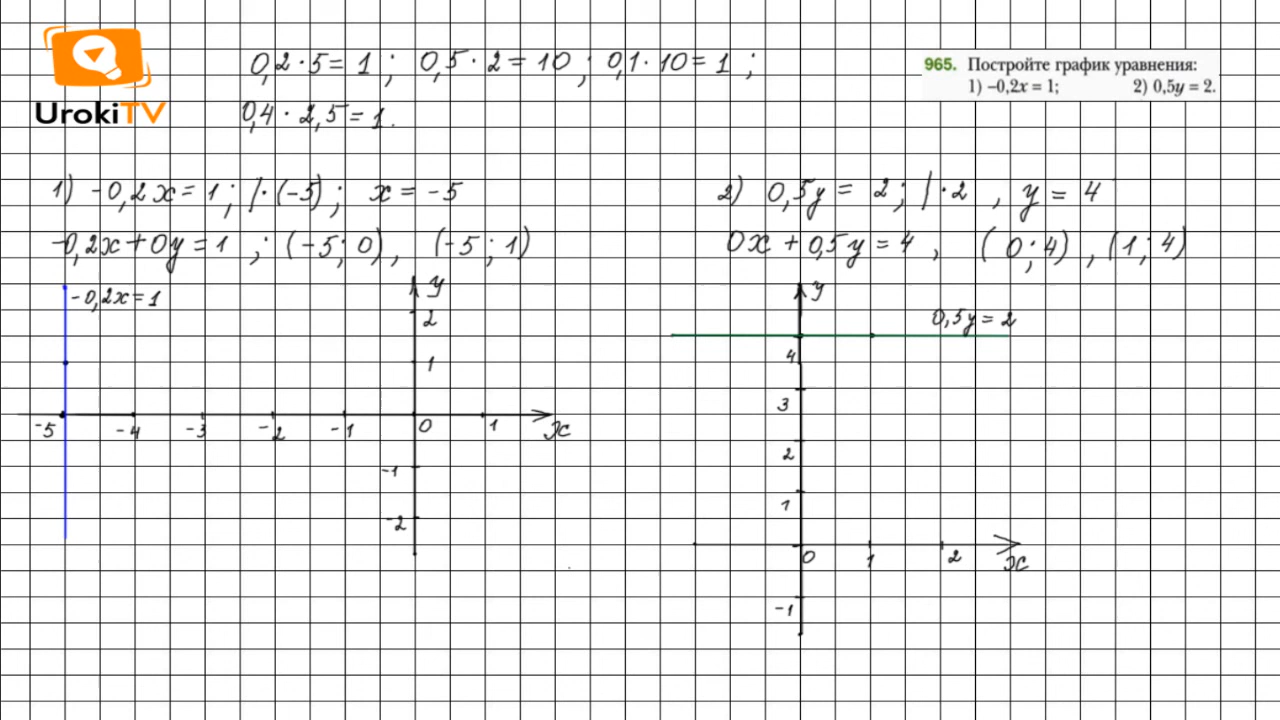 UrokiTV
0,2 · 5 = 1 ; 0,5 · 2 = 10 ; 0,1 · 10 = 1 ;
0,4 · 2,5 = 1.
965. Постройте график уравнения:
1) –0,2x = 1; 2) 0,5y = 2.
1) -0,2x = 1 ; | · (-5) ; x = -5
-0,2x + 0y = 1 ; (-5 ; 0), (-5 ; 1)
-0,2x = 1
y
2
1
-5 -4 -3 -2 -1 0 1 x
-1
-2
2) 0,5y = 2 ; | · 2 , y = 4
0x + 0,5y = 4 , (0 ; 4) , (1 ; 4)
y
0,5y = 2
4
3
2
1
0 1 2 x
-1